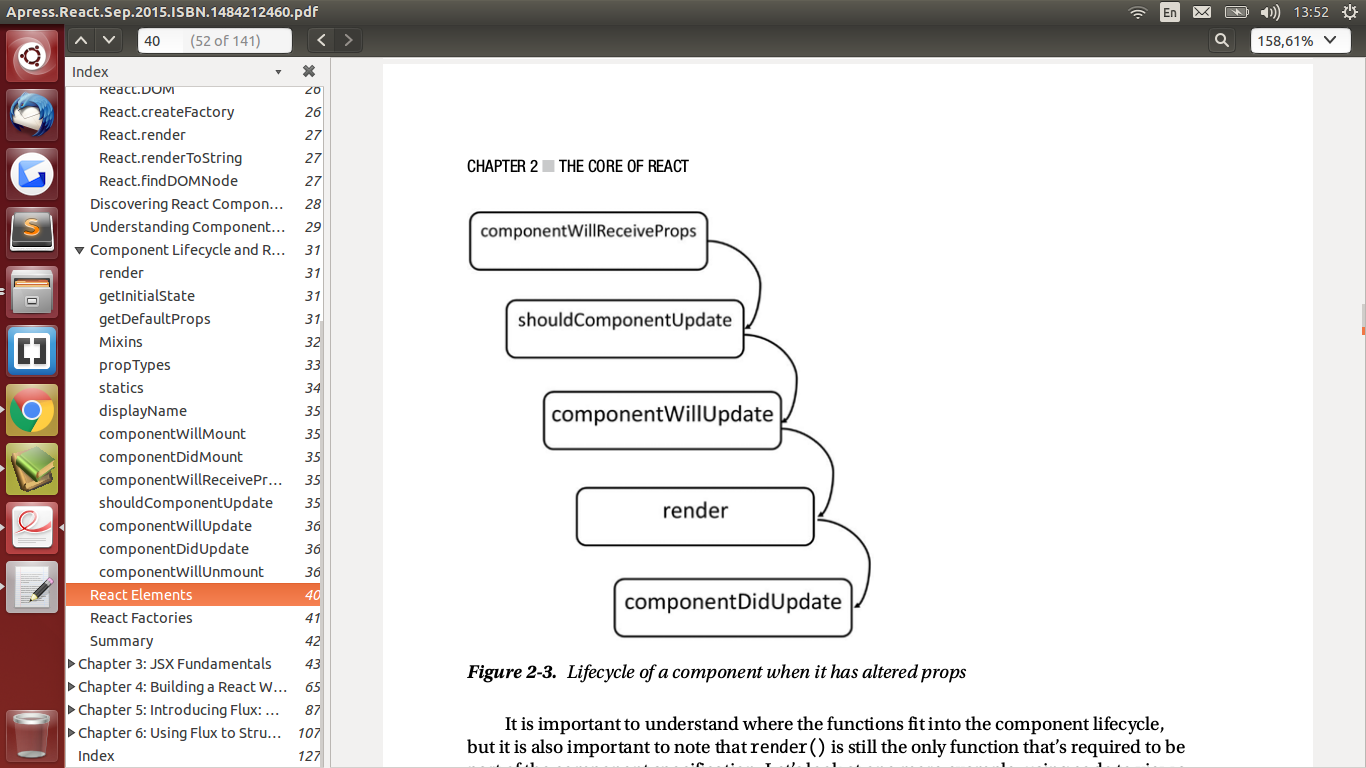 Apress.React.Sep.2015.ISBN.1484212460.pdf
En
13:52
40 (52 of 141)
158,61%
Index
React.DOM 26
React.createFactory 26
React.render 27
React.renderToString 27
React.findDOMNode 27
Discovering React Compon... 28
Understanding Component... 29
Component Lifecycle and R... 31
render 31
getInitialState 31
getDefaultProps 31
Mixins 32
propTypes 33
statics 34
displayName 35
componentWillMount 35
componentDidMount 35
componentWillReceivePr... 35
shouldComponentUpdate 35
componentWillUpdate 36
componentDidUpdate 36
componentWillUnmount 36
React Elements 40
React Factories 41
Summary 42
Chapter 3: JSX Fundamentals 43
Chapter 4: Building a React W... 65
Chapter 5: Introducing Flux: ... 87
Chapter 6: Using Flux to Stru... 107
Index 127
CHAPTER 2 ■ THE CORE OF REACT
componentWillReceiveProps
shouldComponentUpdate
componentWillUpdate
render
componentDidUpdate
Figure 2-3. Lifecycle of a component when it has altered props
It is important to understand where the functions fit into the component lifecycle,
but it is also important to note that render() is still the only function that's required to be